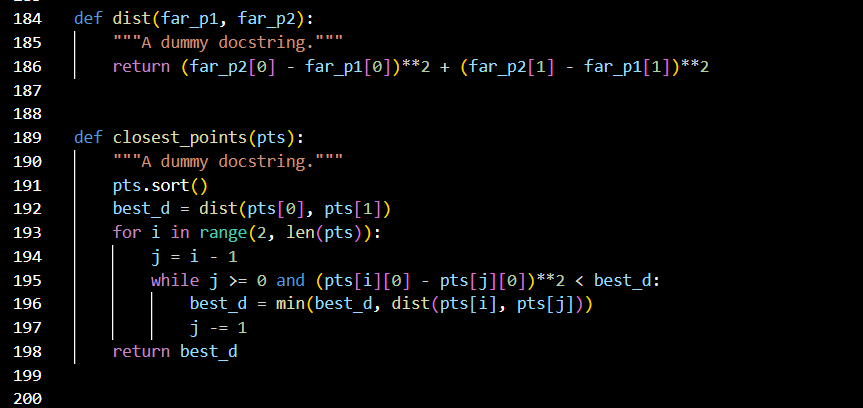 184 def dist(far_p1, far_p2):
185     """A dummy docstring."""
186     return (far_p2[0] - far_p1[0])**2 + (far_p2[1] - far_p1[1])**2
187
188
189 def closest_points(pts):
190     """A dummy docstring."""
191     pts.sort()
192     best_d = dist(pts[0], pts[1])
193     for i in range(2, len(pts)):
194         j = i - 1
195         while j >= 0 and (pts[i][0] - pts[j][0])**2 < best_d:
196             best_d = min(best_d, dist(pts[i], pts[j]))
197             j -= 1
198     return best_d
199
200